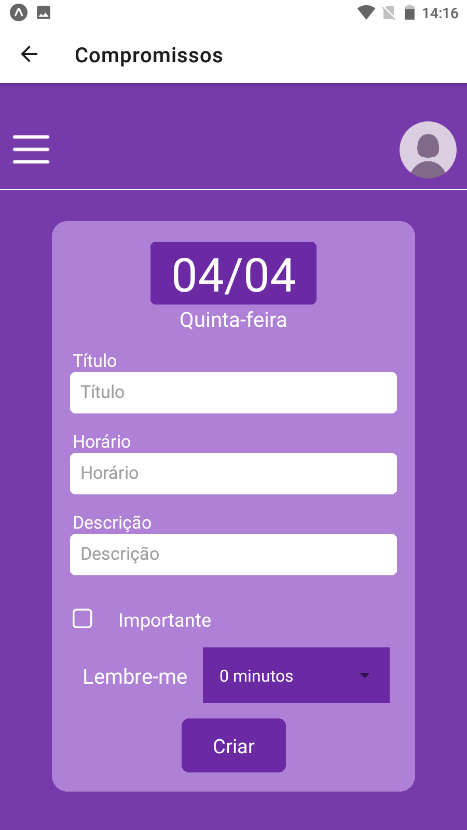 14:16
Compromissos
04/04
Quinta-feira
Título
Título
Horário
Horário
Descrição
Descrição
Importante
Lembre-me
0 minutos
Criar